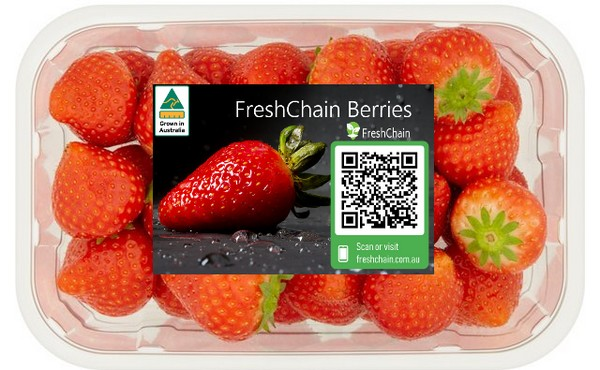 FreshChain Berries
Grown in
Australia
FreshChain
Scan or visit
freshchain.com.au